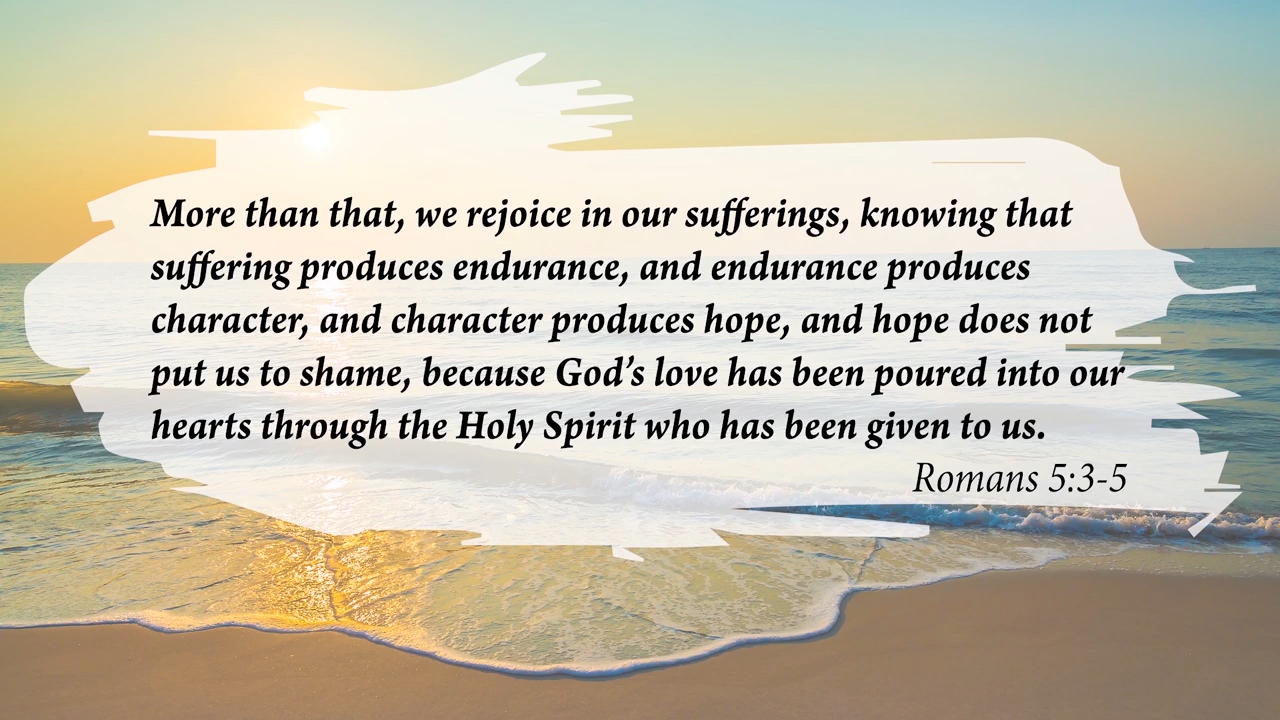 More than that, we rejoice in our sufferings, knowing that
suffering produces endurance, and endurance produces
character, and character produces hope, and hope does not
put us to shame, because God’s love has been poured into our
hearts through the Holy Spirit who has been given to us.
Romans 5:3-5